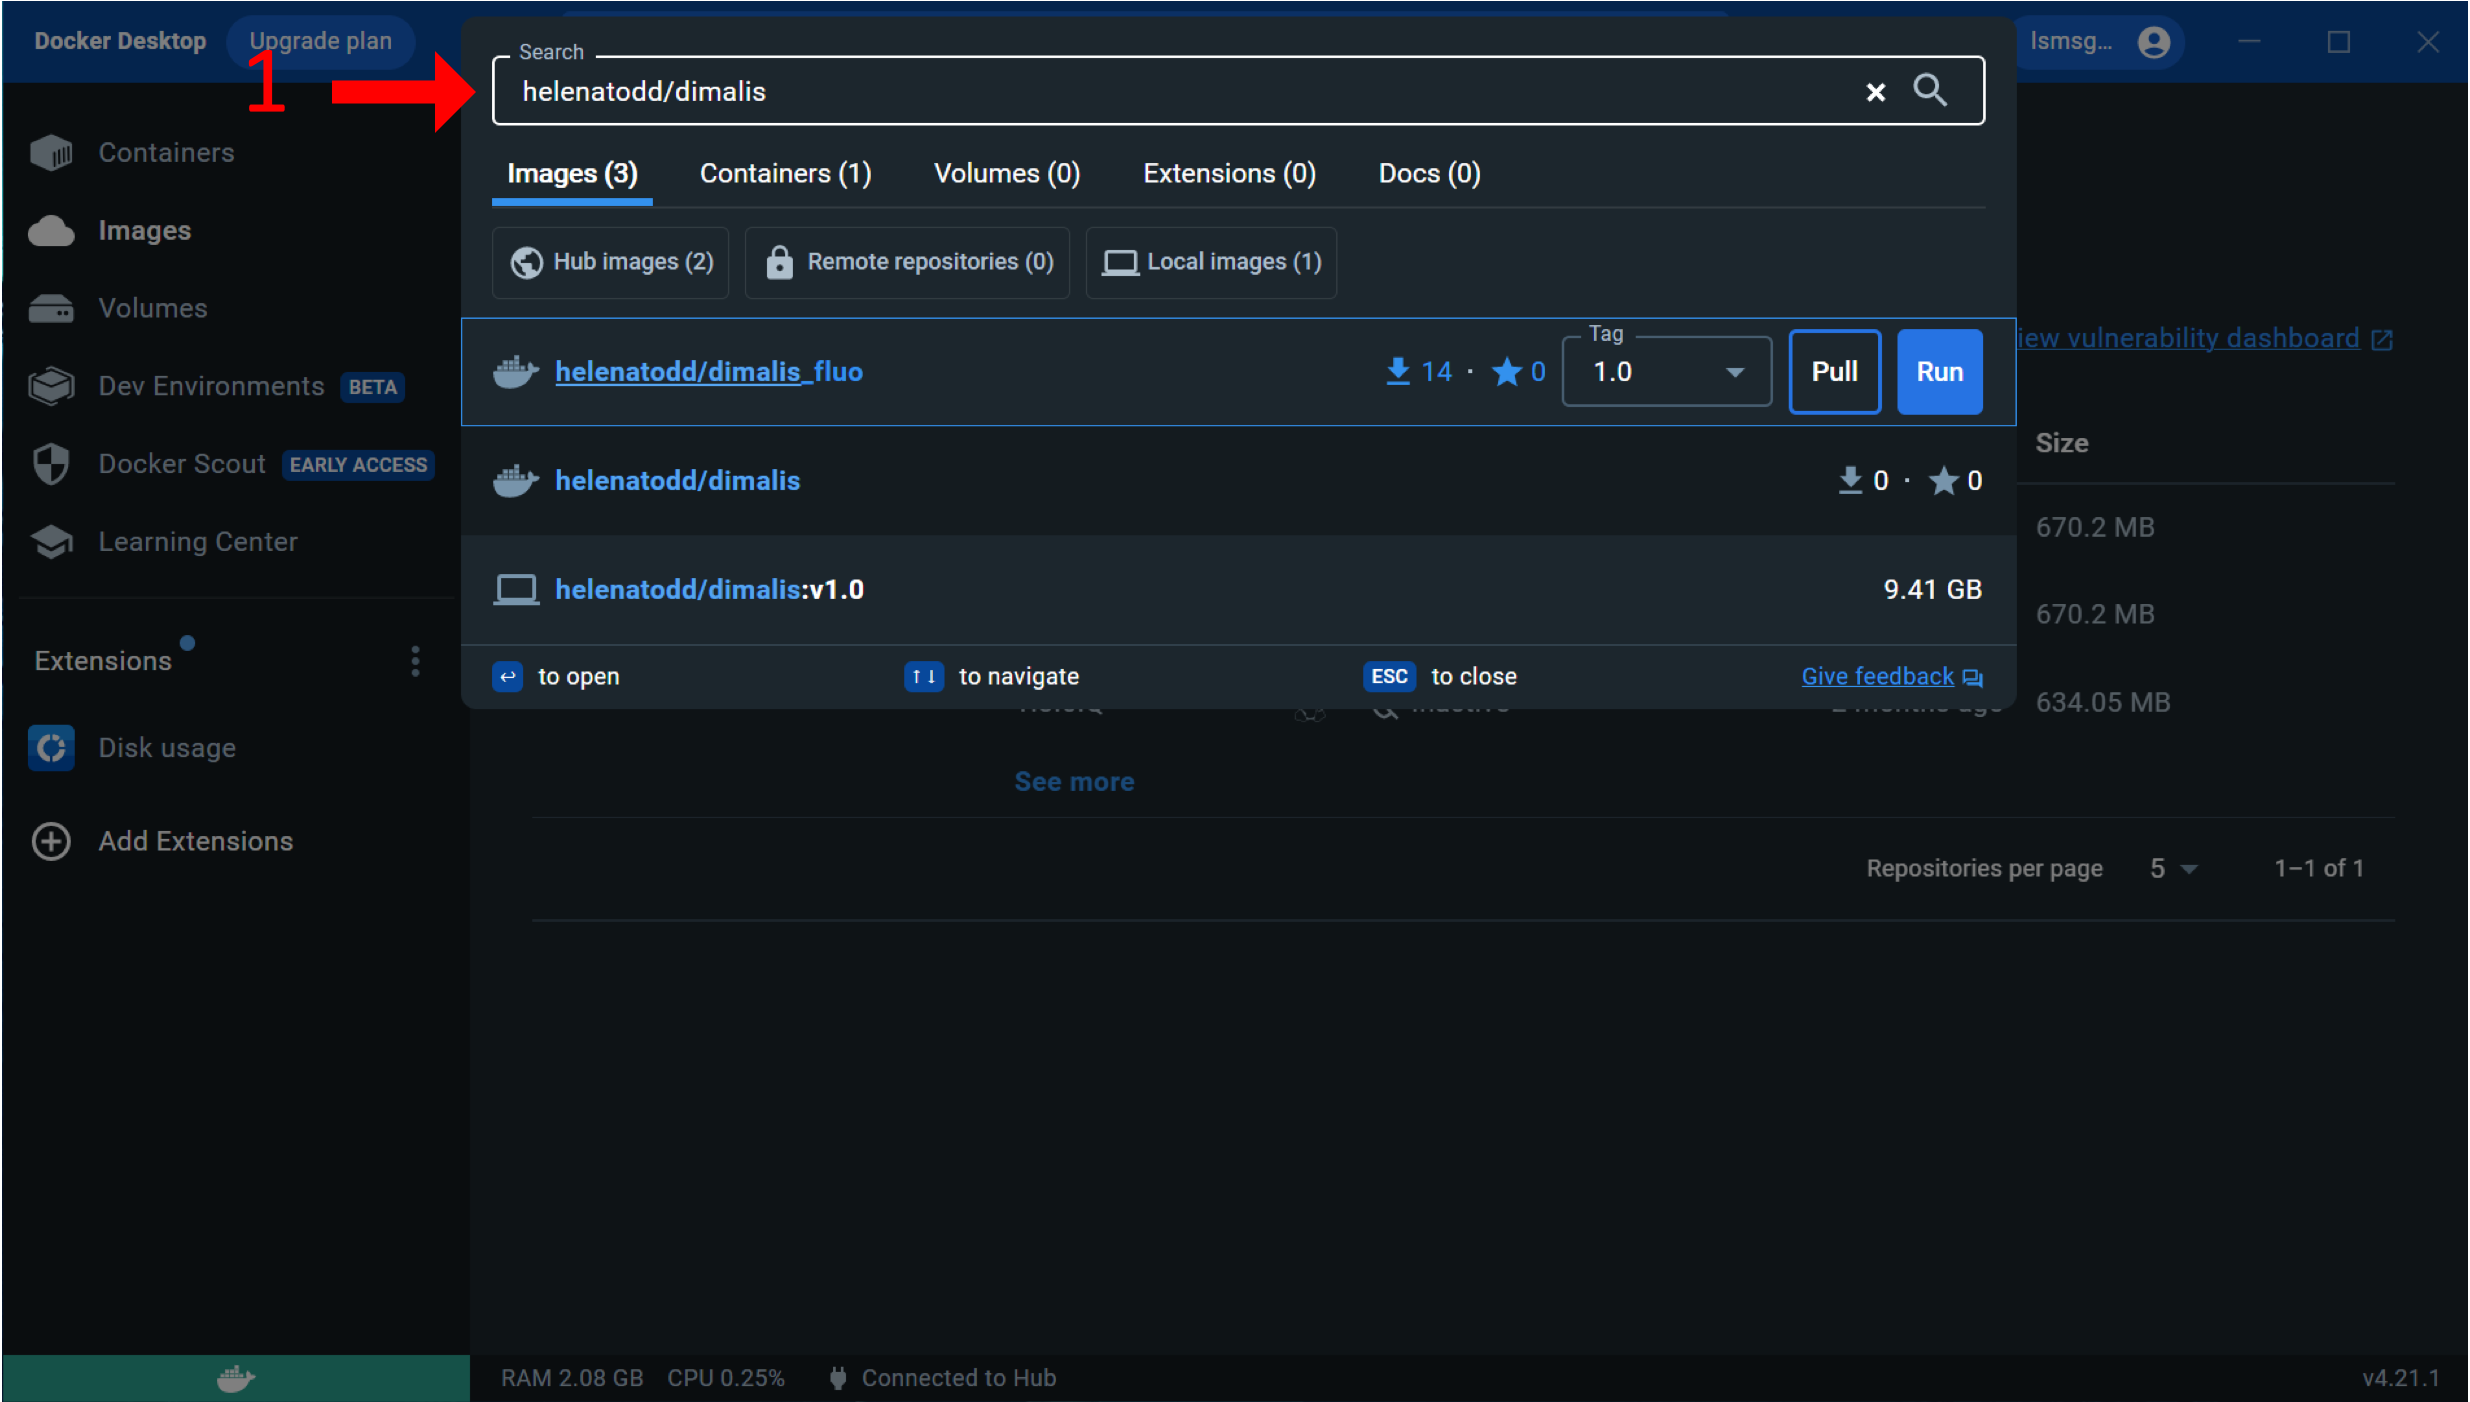 Docker Desktop
Upgrade plan
1
Search
helenatodd/dimalis
lsmsg...
Containers
Images
Volumes
Dev Environments BETA
Docker Scout EARLY ACCESS
Learning Center
Extensions
Disk usage
Add Extensions
Images (3) Containers (1) Volumes (0) Extensions (0) Docs (0)
Hub images (2) Remote repositories (0) Local images (1)
helenatodd/dimalis_fluo 14 · 0 Tag 1.0 Pull Run
helenatodd/dimalis 0 · 0
helenatodd/dimalis:v1.0 9.41 GB
to open to navigate ESC to close Give feedback
iew vulnerability dashboard
Size
670.2 MB
670.2 MB
2 months ago 634.05 MB
See more
Repositories per page 5 1–1 of 1
RAM 2.08 GB CPU 0.25% Connected to Hub v4.21.1